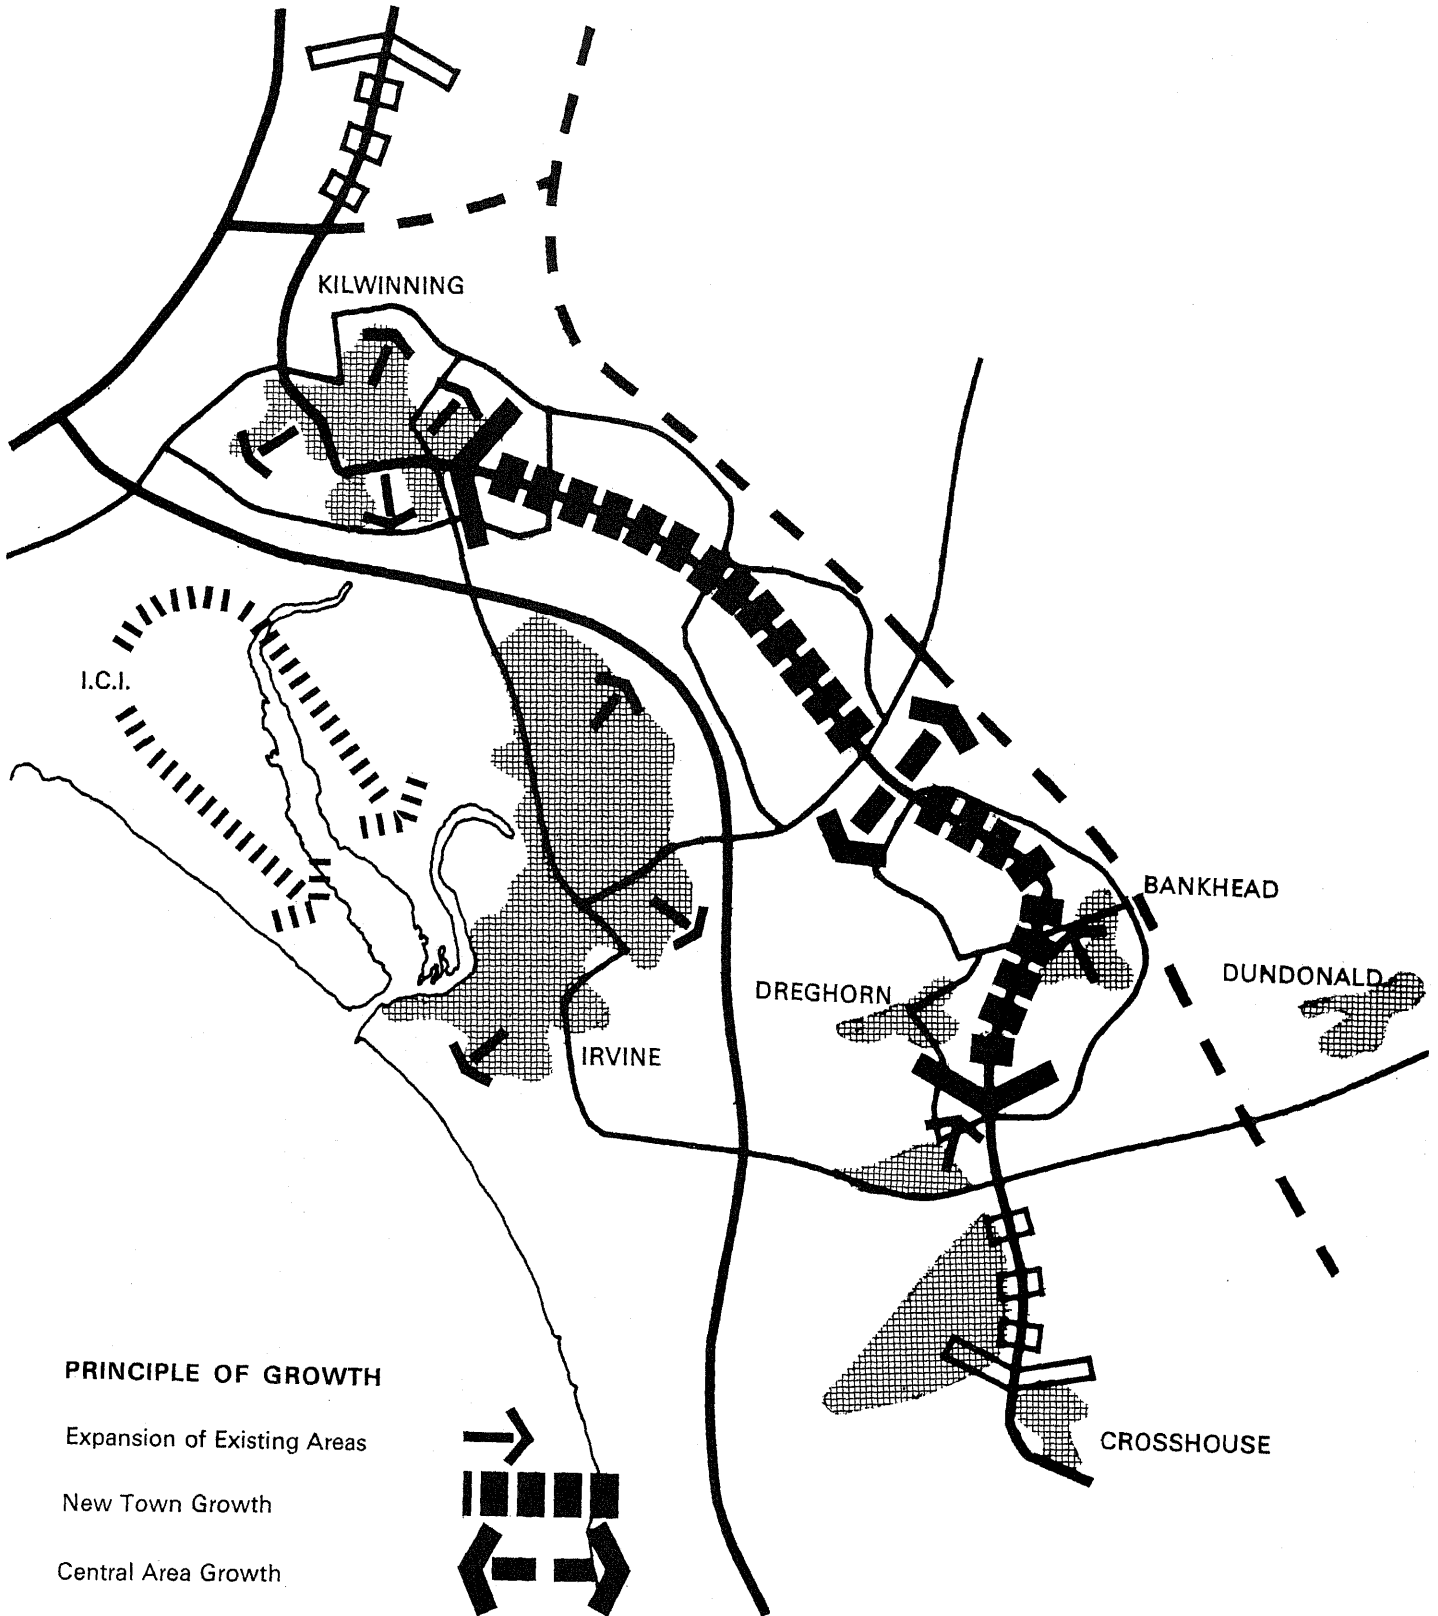 KILWINNING
I.C.I.
BANKHEAD
DUNDONALD
DREGHORN
IRVINE
PRINCIPLE OF GROWTH
Expansion of Existing Areas
CROSSHOUSE
New Town Growth
Central Area Growth